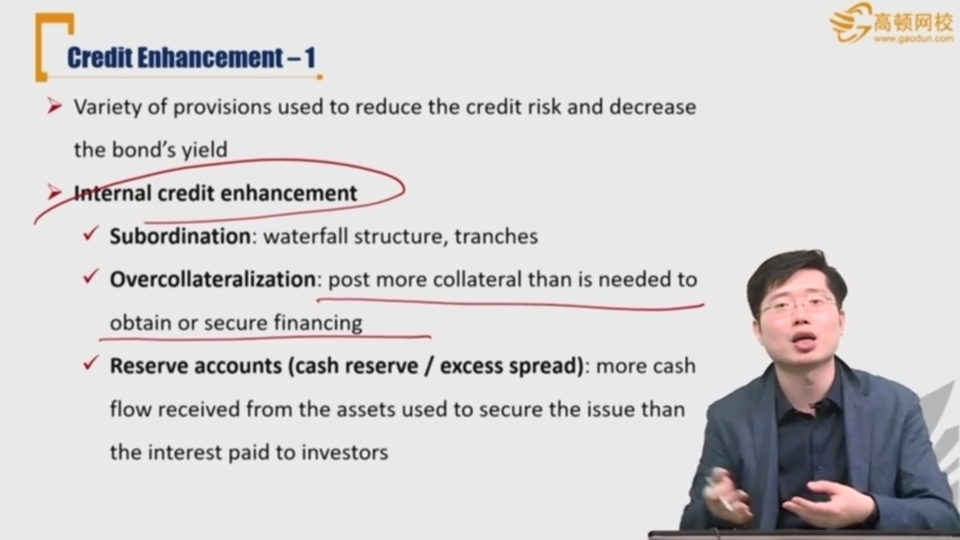 高顿网校
www.gaodun.com
Credit Enhancement – 1
Variety of provisions used to reduce the credit risk and decrease
the bond’s yield
Internal credit enhancement
Subordination: waterfall structure, tranches
Overcollateralization: post more collateral than is needed to
obtain or secure financing
Reserve accounts (cash reserve / excess spread): more cash
flow received from the assets used to secure the issue than
the interest paid to investors